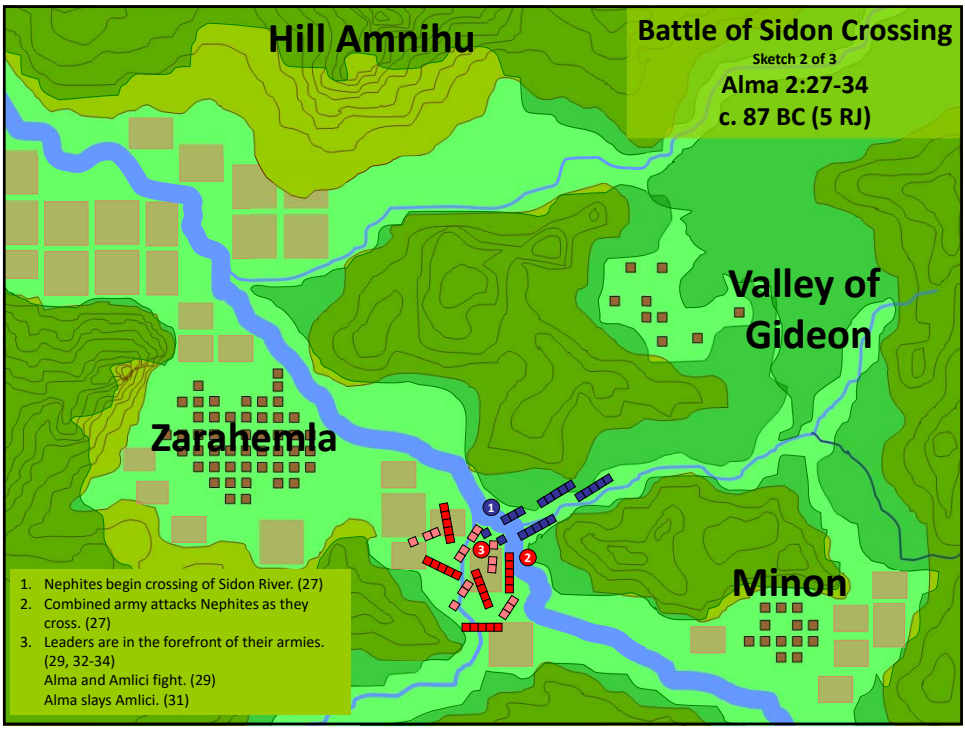 Hill Amnihu
Battle of Sidon Crossing
Sketch 2 of 3
Alma 2:27-34
c. 87 BC (5 RJ)
Valley of
Gideon
Zarahemla
1
3
2
Minon
1. Nephites begin crossing of Sidon River. (27)
2. Combined army attacks Nephites as they
cross. (27)
3. Leaders are in the forefront of their armies.
(29, 32-34)
Alma and Amlici fight. (29)
Alma slays Amlici. (31)